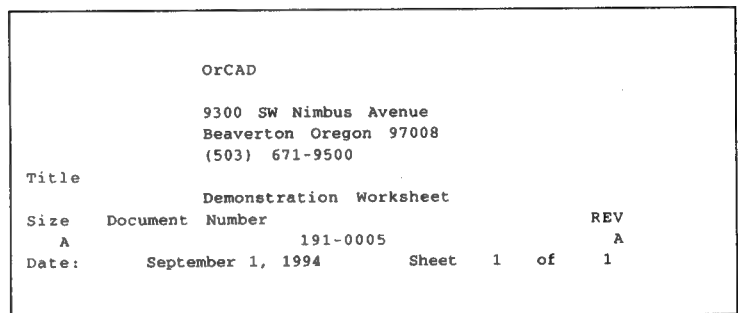 OrCAD
9300 SW Nimbus Avenue
Beaverton Oregon 97008
(503) 671-9500
Title
Demonstration Worksheet
Size Document Number REV
A 191-0005 A
Date: September 1, 1994 Sheet 1 of 1